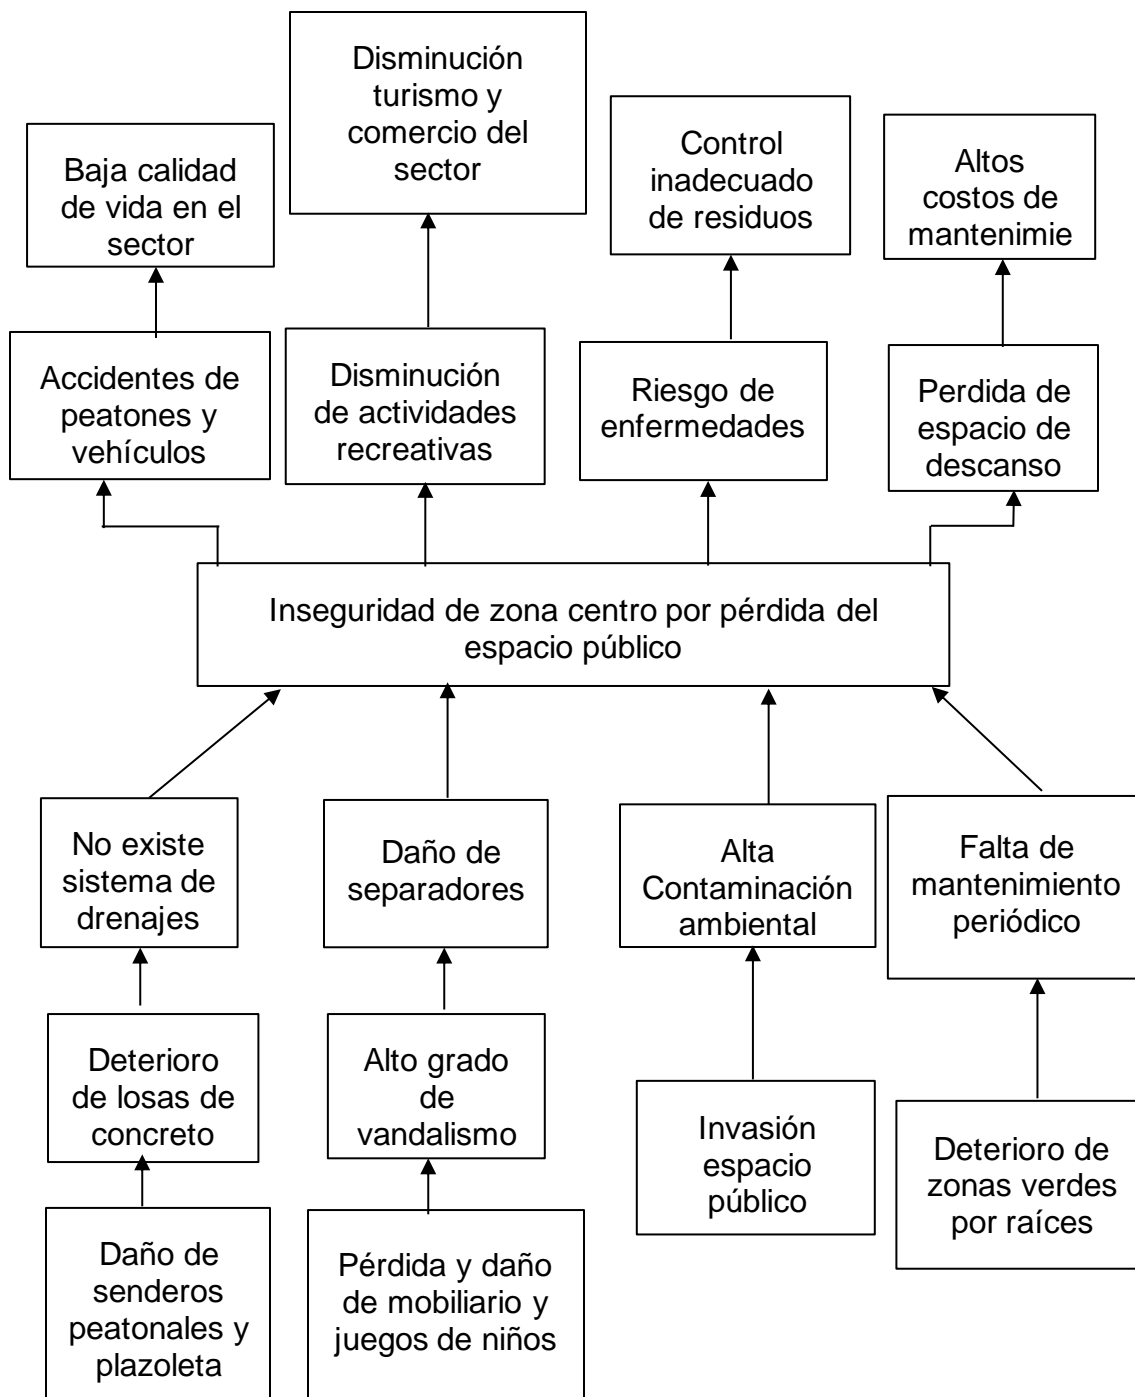 Baja calidad
de vida en el
sector
Disminución
turismo y
comercio del
sector
Control
inadecuado
de residuos
Altos
costos de
mantenimie
Accidentes de
peatones y
vehículos
Disminución
de actividades
recreativas
Riesgo de
enfermedades
Perdida de
espacio de
descanso
Inseguridad de zona centro por pérdida del
espacio público
No existe
sistema de
drenajes
Daño de
separadores
Alta
Contaminación
ambiental
Falta de
mantenimiento
periódico
Deterioro
de losas de
concreto
Alto grado
de
vandalismo
Invasión
espacio
público
Deterioro de
zonas verdes
por raíces
Daño de
senderos
peatonales y
plazoleta
Pérdida y daño
de mobiliario y
juegos de niños